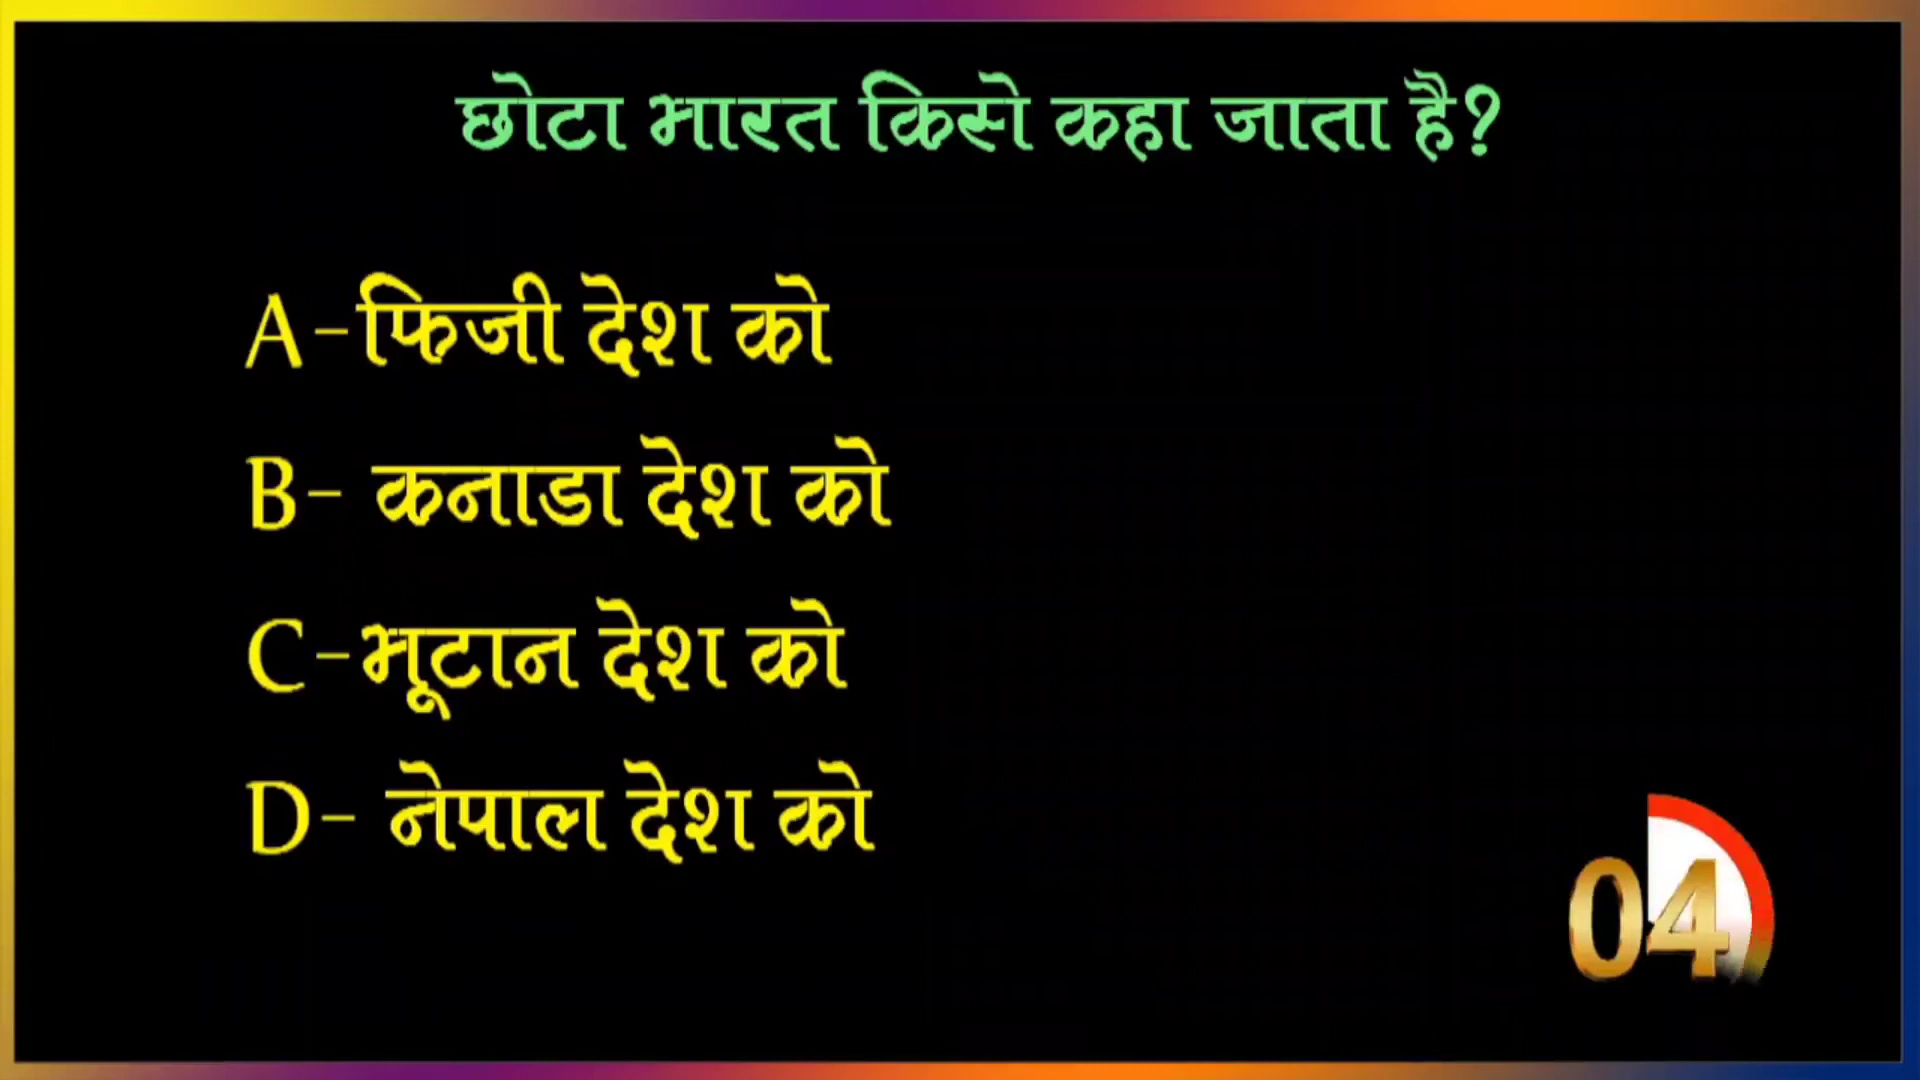 छोटा भारत किसे कहा जाता है?
A-फिजी देश को
B- कनाडा देश को
C-भूटान देश को
D- नेपाल देश को
04